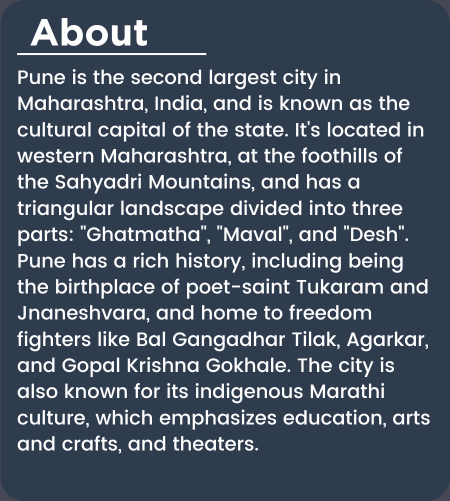 About
Pune is the second largest city in
Maharashtra, India, and is known as the
cultural capital of the state. It's located in
western Maharashtra, at the foothills of
the Sahyadri Mountains, and has a
triangular landscape divided into three
parts: "Ghatmatha", "Maval", and "Desh".
Pune has a rich history, including being
the birthplace of poet-saint Tukaram and
Jnaneshvara, and home to freedom
fighters like Bal Gangadhar Tilak, Agarkar,
and Gopal Krishna Gokhale. The city is
also known for its indigenous Marathi
culture, which emphasizes education, arts
and crafts, and theaters.